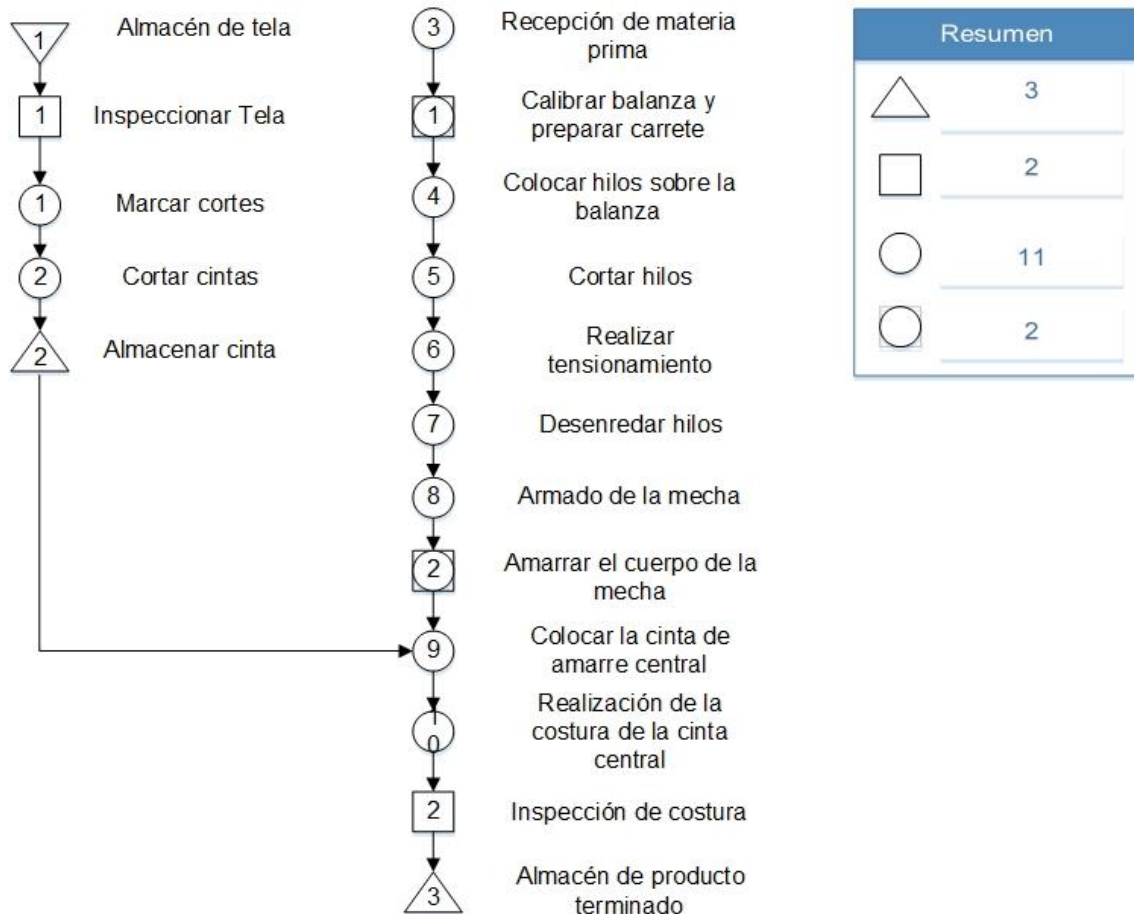 1
Almacén de tela
1
Inspeccionar Tela
1
Marcar cortes
2
Cortar cintas
2
Almacenar cinta
3
Recepción de materia
prima
1
Calibrar balanza y
preparar carrete
4
Colocar hilos sobre la
balanza
5
Cortar hilos
6
Realizar
tensionamiento
7
Desenredar hilos
8
Armado de la mecha
2
Amarrar el cuerpo de la
mecha
9
Colocar la cinta de
amarre central
1
0
Realización de la
costura de la cinta
central
2
Inspección de costura
3
Almacén de producto
terminado
Resumen
3
2
11
2